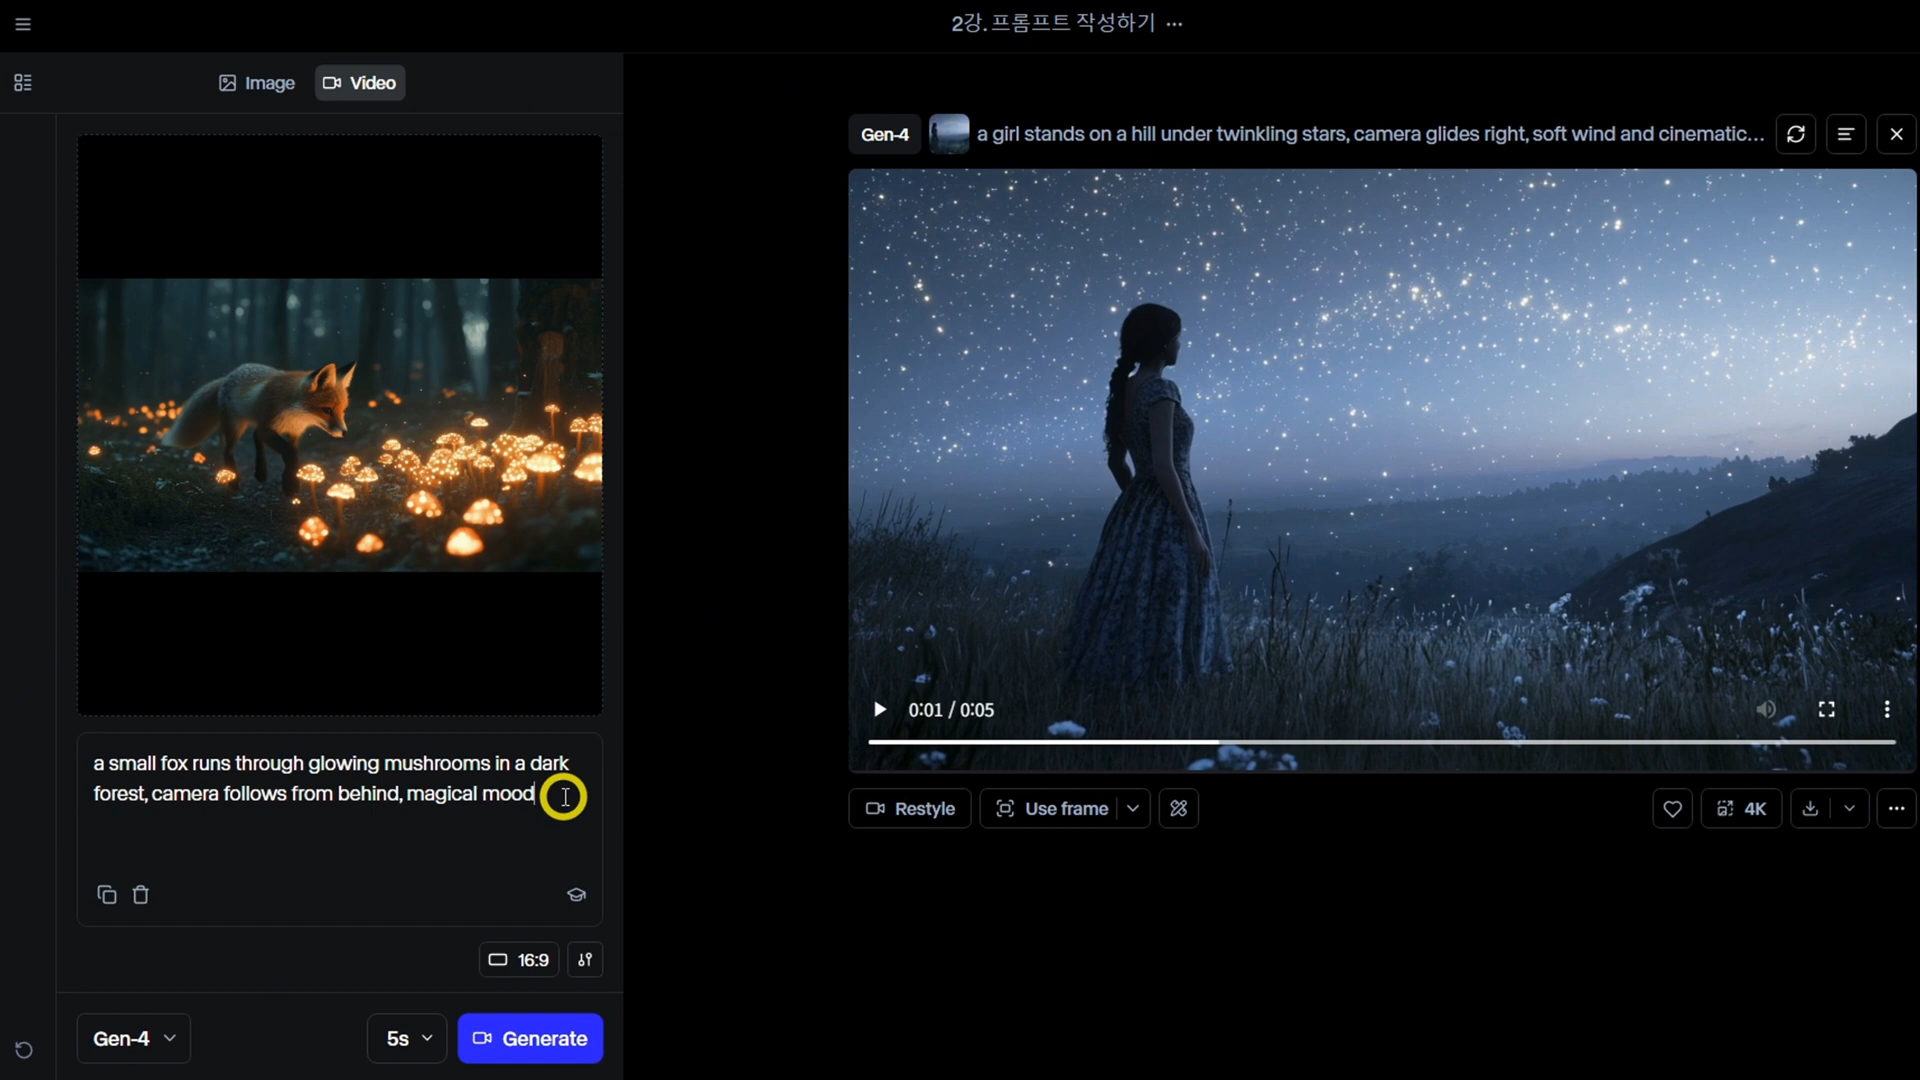 2강. 프롬프트 작성하기 ...
Image
Video
Gen-4
a girl stands on a hill under twinkling stars, camera glides right, soft wind and cinematic...
0:01 / 0:05
a small fox runs through glowing mushrooms in a dark
forest, camera follows from behind, magical mood
Restyle
Use frame
4K
16:9
Gen-4
5s
Generate